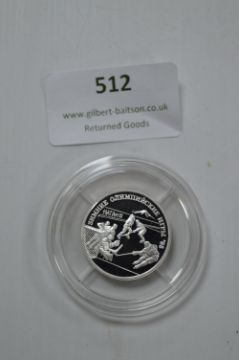 512
www.gilbert-baitson.co.uk
Returned Goods
ЗИМНИЕ ОЛИМПИЙСКИЕ ИГРЫ '98
НАГАНО